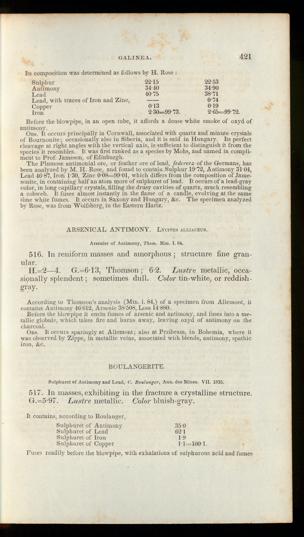 GALINEA. 421
Its composition was determined as follows by H. Rose :
Sulphur 22·15 22·53
Antimony 34·40 34·90
Lead 40·75 38·71
Lead, with traces of Iron and Zinc, —— 0·74
Copper 0·13 0·19
Iron 2·30=99·73. 2·65=99·72.
Before the blowpipe, in an open tube, it affords a dense white smoke of oxyd of
antimony.
OBS. It occurs principally in Cornwall, associated with quartz and minute crystals
of Bournonite; occasionally also in Siberia, and it is said in Hungary. Its perfect
cleavage at right angles with the vertical axis, is sufficient to distinguish it from the
species it resembles. It was first ranked as a species by Mohs, and named in compli-
ment to Prof. Jameson, of Edinburgh.
The Plumose antimonial ore, or feather ore of lead, federerz of the Germans, has
been analyzed by M. H. Rose, and found to contain Sulphur 19·72, Antimony 31·04,
Lead 46·87, Iron 1·30, Zinc 0·08=99·01, which differs from the composition of Jame-
sonite, in containing half an atom more of sulphuret of lead. It occurs of a lead-gray
color, in long capillary crystals, filling the drusy cavities of quartz, much resembling
a cobweb. It fuses almost instantly in the flame of a candle, evolving at the same
time white fumes. It occurs in Saxony and Hungary, &c. The specimen analyzed
by Rose, was from Wolfsberg, in the Eastern Hartz.
ARSENICAL ANTIMONY. LYCITES ALLIACEUS.
Arseniet of Antimony, Thom. Min. I. 84.
516. In reniform masses and amorphous ; structure fine gran-
ular.
H.=2—4. G.=6·13, Thomson ; 6·2. Lustre metallic, occa-
sionally splendent ; sometimes dull. Color tin-white, or reddish-
gray.
According to Thomson's analysis (Min. i. 84,) of a specimen from Allemont, it
contains Antimony 46·612, Arsenic 38·508, Loss 14·880.
Before the blowpipe it emits fumes of arsenic and antimony, and fuses into a me-
tallic globule, which takes fire and burns away, leaving oxyd of antimony on the
charcoal.
OBS. It occurs sparingly at Allemont; also at Przibram, in Bohemia, where it
was observed by Zippe, in metallic veins, associated with blende, antimony, spathic
iron, &c.
BOULANGERITE.
Sulphuret of Antimony and Lead, C. Boulanger, Ann. des Mines. VII. 1835.
517. In masses, exhibiting in the fracture a crystalline structure.
G.=5·97. Lustre metallic. Color bluish-gray.
It contains, according to Boulanger,
Sulphuret of Antimony 35·0
Sulphuret of Lead 62·1
Sulphuret of Iron 1·9
Sulphuret of Copper 1·1=100·1.
Fuses readily before the blowpipe, with exhalations of sulphurous acid and fumes